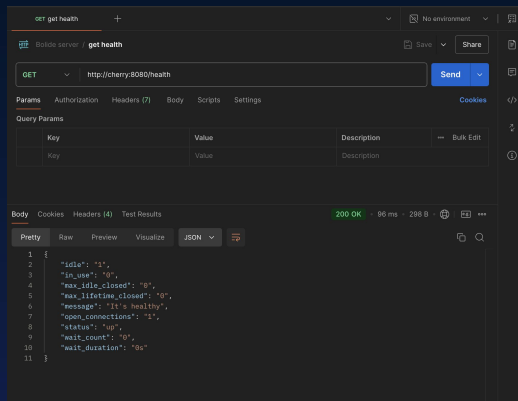 GET get health
No environment
HTTP Bolide server / get health
Save
Share
GET http://cherry:8080/health
Send
Params Authorization Headers (7) Body Scripts Settings Cookies
Query Params
Key Value Description Bulk Edit
Key Value Description
Body Cookies Headers (4) Test Results 200 OK 96 ms 298 B
Pretty Raw Preview Visualize JSON
1 {
2 "idle": "1",
3 "in_use": "0",
4 "max_idle_closed": "0",
5 "max_lifetime_closed": "0",
6 "message": "It's healthy",
7 "open_connections": "1",
8 "status": "up",
9 "wait_count": "0",
10 "wait_duration": "0s"
11 }